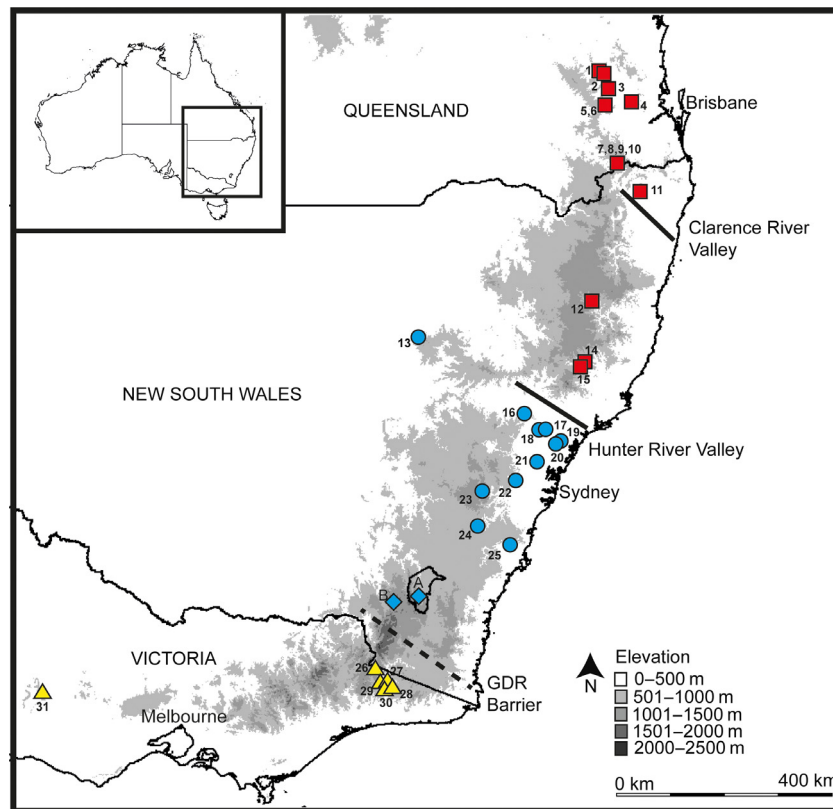 QUEENSLAND
1
2
3
4
5,6
Brisbane
7,8,9,10
11
Clarence River
Valley
12
13
14
15
NEW SOUTH WALES
16
17
18
19
20
Hunter River Valley
21
22
Sydney
23
24
25
A
B
VICTORIA
26
27
28
29
30
GDR
Barrier
31
Melbourne
N
Elevation
0–500 m
501–1000 m
1001–1500 m
1501–2000 m
2000–2500 m
0 km 400 km